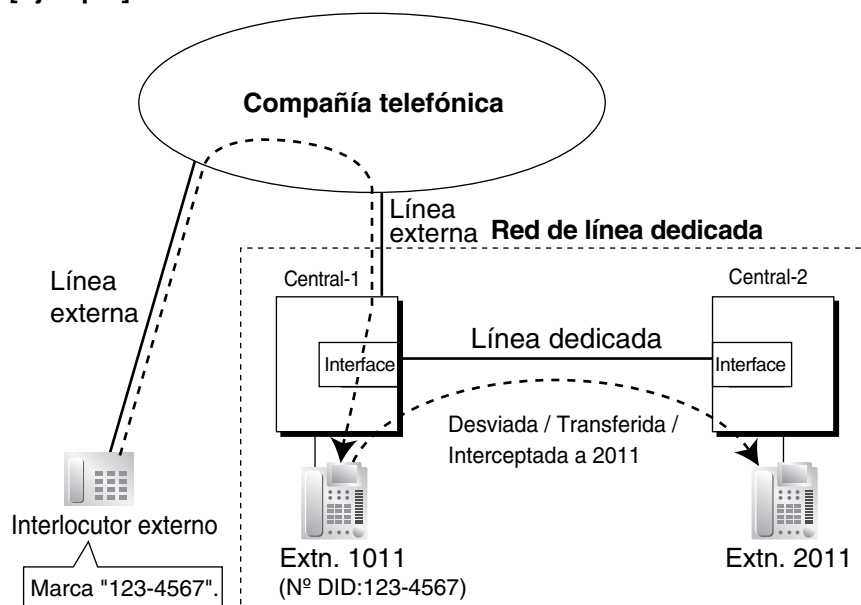 Compañía telefónica
Línea
externa
Red de línea dedicada
Línea
externa
Central-1
Central-2
Línea dedicada
Interface
Interface
Desviada / Transferida /
Interceptada a 2011
Interlocutor externo
Marca "123-4567".
Extn. 1011
(Nº DID:123-4567)
Extn. 2011